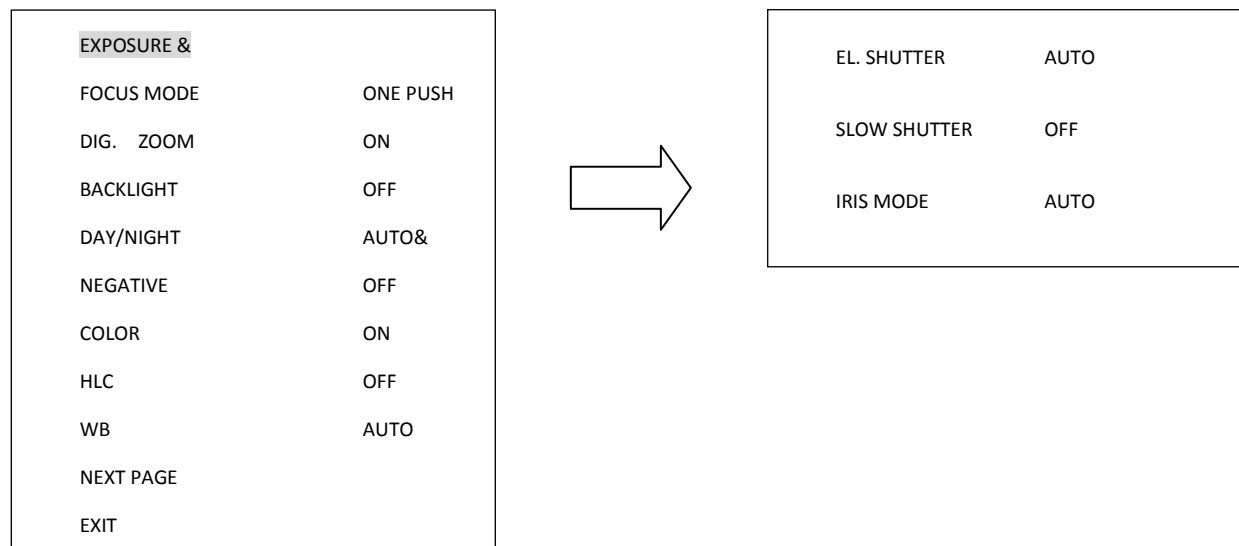 EXPOSURE &
FOCUS MODE ONE PUSH
DIG. ZOOM ON
BACKLIGHT OFF
DAY/NIGHT AUTO&
NEGATIVE OFF
COLOR ON
HLC OFF
WB AUTO
NEXT PAGE
EXIT
EL. SHUTTER AUTO
SLOW SHUTTER OFF
IRIS MODE AUTO